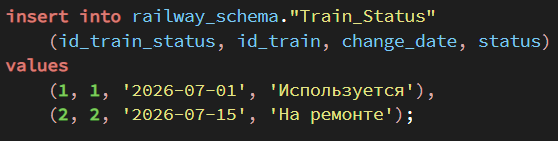 insert into railway_schema."Train_Status"
(id_train_status, id_train, change_date, status)
values
(1, 1, '2026-07-01', 'Используется'),
(2, 2, '2026-07-15', 'На ремонте');